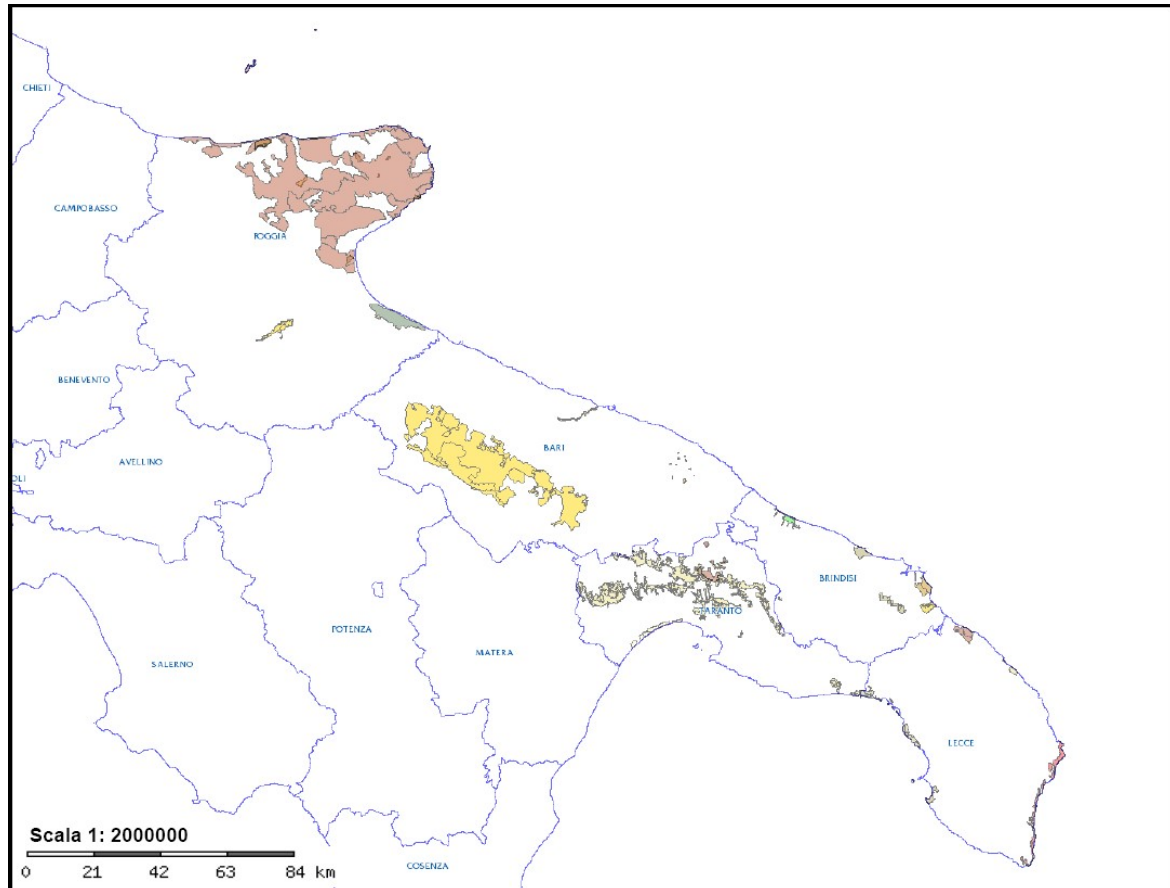 CHIETI
CAMPOBASSO
FOGGIA
BENEVENTO
AVELLINO
BARI
OLI
BRINDISI
TARANTO
POTENZA
MATERA
SALERNO
LECCE
Scala 1: 2000000
0 21 42 63 84 km
COSENZA